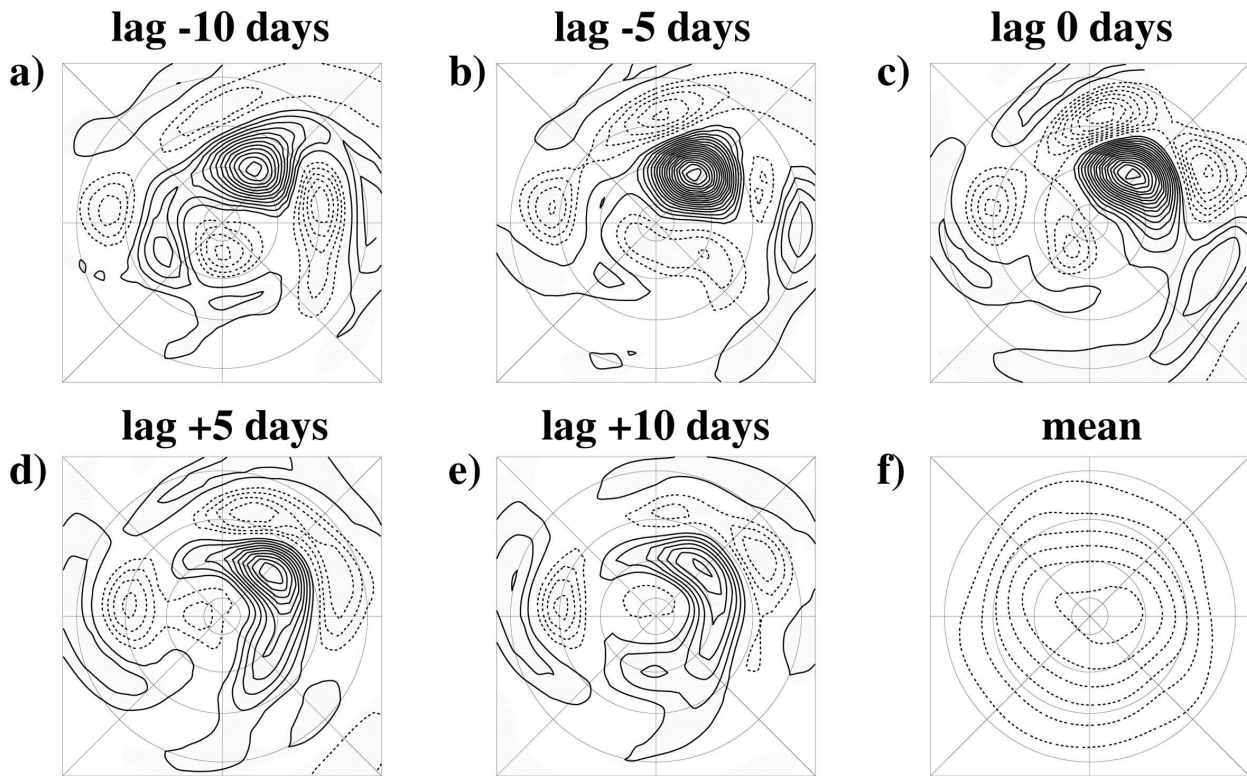 lag -10 days
lag -5 days
lag 0 days
a)
b)
c)
lag +5 days
lag +10 days
mean
d)
e)
f)